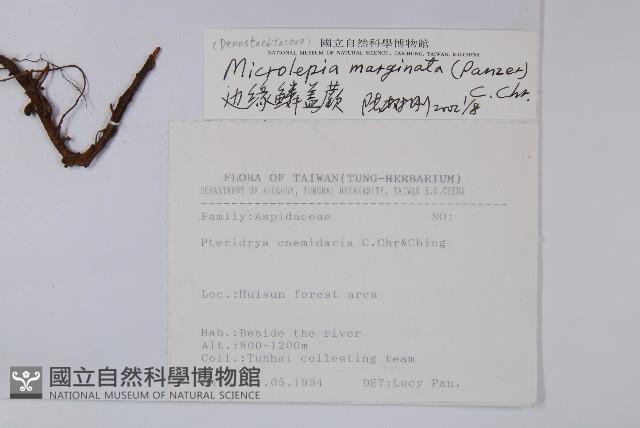 (Dennstaedtiaceae) 國立自然科學博物館
NATIONAL MUSEUM OF NATURAL SCIENCE, TAICHUNG, TAIWAN, R.O.CHINA
Microlepia marginata (Panzer)
C. Chr.
边緣鱗蓋蕨 2002 1/8
FLORA OF TAIWAN(TUNG-HERBARIUM)
DEPARTMENT OF BIOLOGY, TUNGHAI UNIVERSITY, TAIWAN R.O.CHINA
Family:Aspidaceae NO:
Pteridrys cnemidaria C.Chr&Ching
Loc.:Huisun forest area
Hab.:Beside the river
Alt.:800-1200m
Coll.:Tunhai collesting team
.05.1994 DET:Lucy Pan.
國立自然科學博物館
NATIONAL MUSEUM OF NATURAL SCIENCE